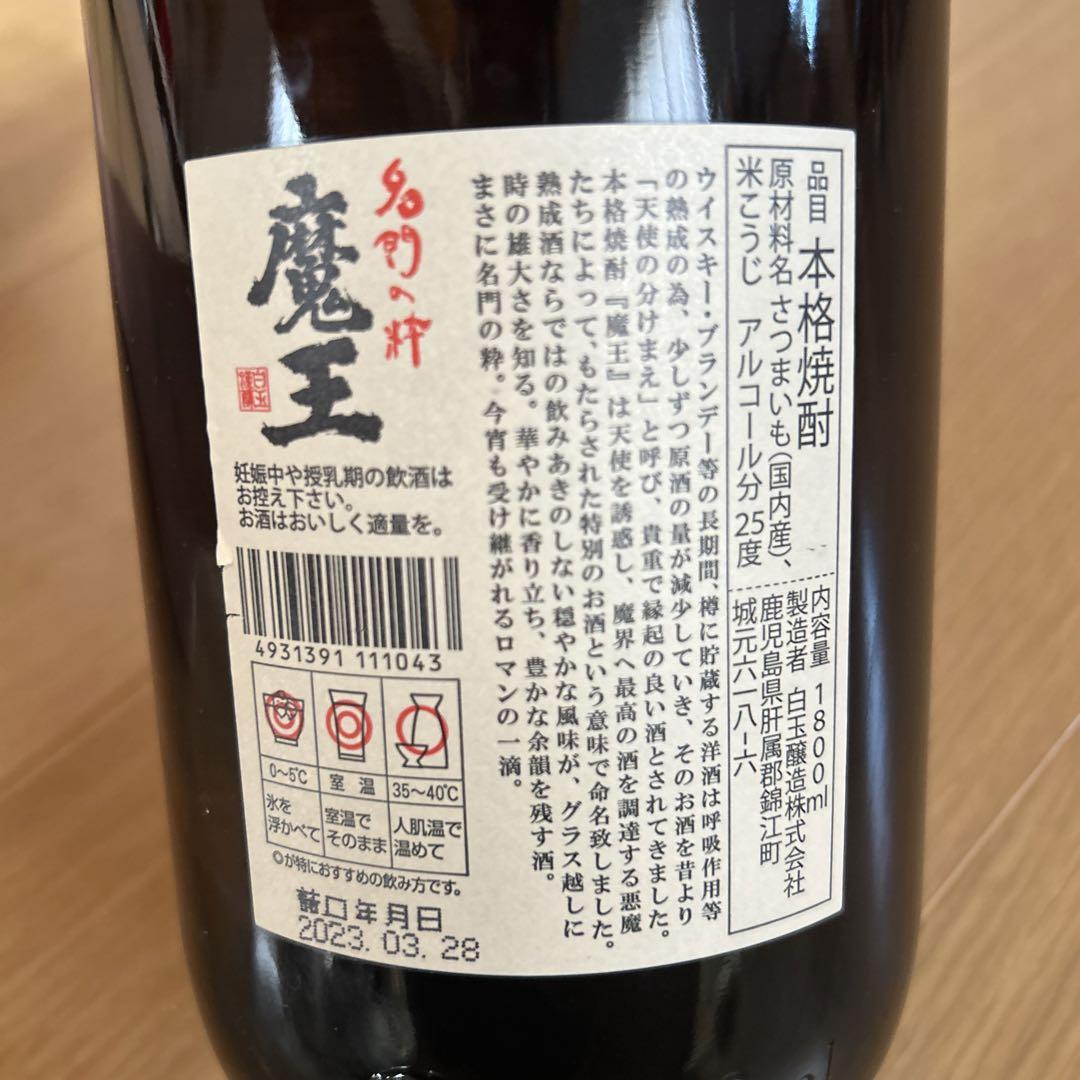 品目 本格焼酎
原材料名 さつまいも(国内産)、
米こうじ アルコール分25度
内容量 1800ml
製造者 白玉醸造株式会社
鹿児島県肝属郡錦江町
城元六一八-六
ウイスキー・ブランデー等の長期間、樽に貯蔵する洋酒は呼吸作用等
の熟成の為、少しずつ原酒の量が減少していき、そのお酒を昔より
「天使の分けまえ」と呼び、貴重で縁起の良い酒とされてきました。
本格焼酎『魔王』は天使を誘惑し、魔界へ最高の酒を調達する悪魔
たちによって、もたらされた特別のお酒という意味で命名致しました。
熟成酒ならではの飲みあきのしない穏やかな風味が、グラス越しに
時の雄大さを知る。華やかに香り立ち、豊かな余韻を残す酒。
まさに名門の粋。今宵も受け継がれるロマンの一滴。
名門の粋
魔王
妊娠中や授乳期の飲酒は
お控え下さい。
お酒はおいしく適量を。
4931391 111043
0〜5℃
室温
35〜40℃
氷を
浮かべて
室温で
そのまま
人肌温で
温めて
◎が特におすすめの飲み方です。
詰口年月日
2023.03.28